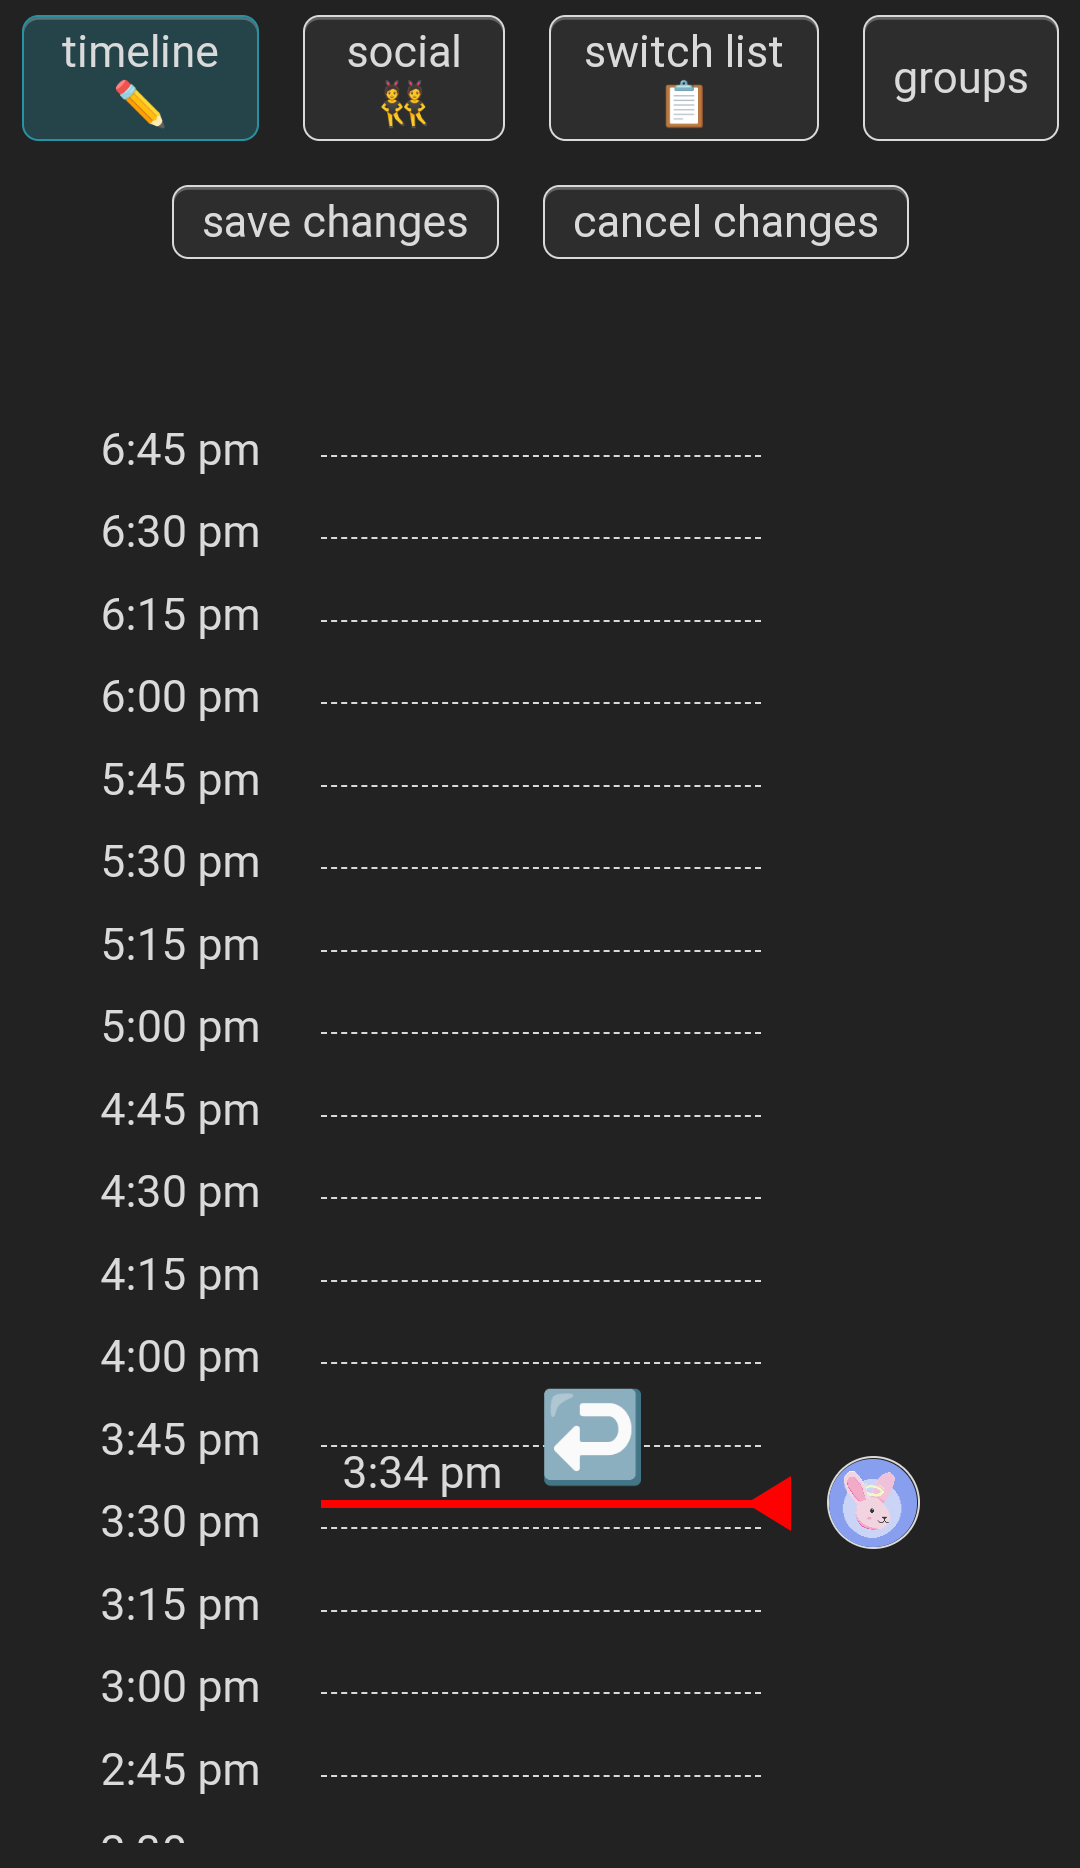 timeline
social
switch list
groups
save changes
cancel changes
6:45 pm
6:30 pm
6:15 pm
6:00 pm
5:45 pm
5:30 pm
5:15 pm
5:00 pm
4:45 pm
4:30 pm
4:15 pm
4:00 pm
3:45 pm
3:34 pm
3:30 pm
3:15 pm
3:00 pm
2:45 pm